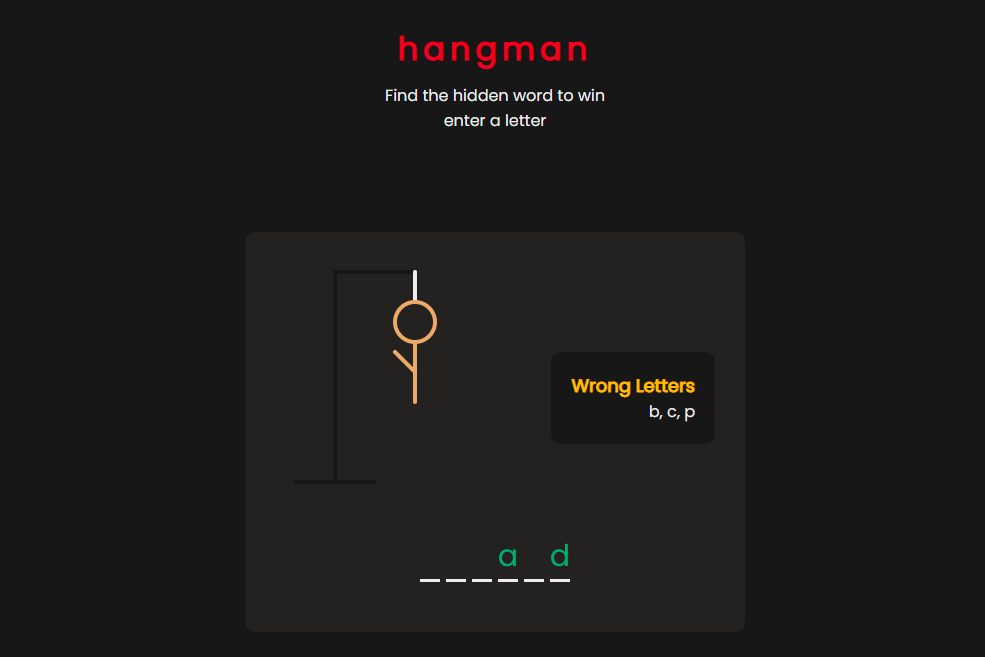 hangman
Find the hidden word to win
enter a letter
Wrong Letters
b, c, p
a d